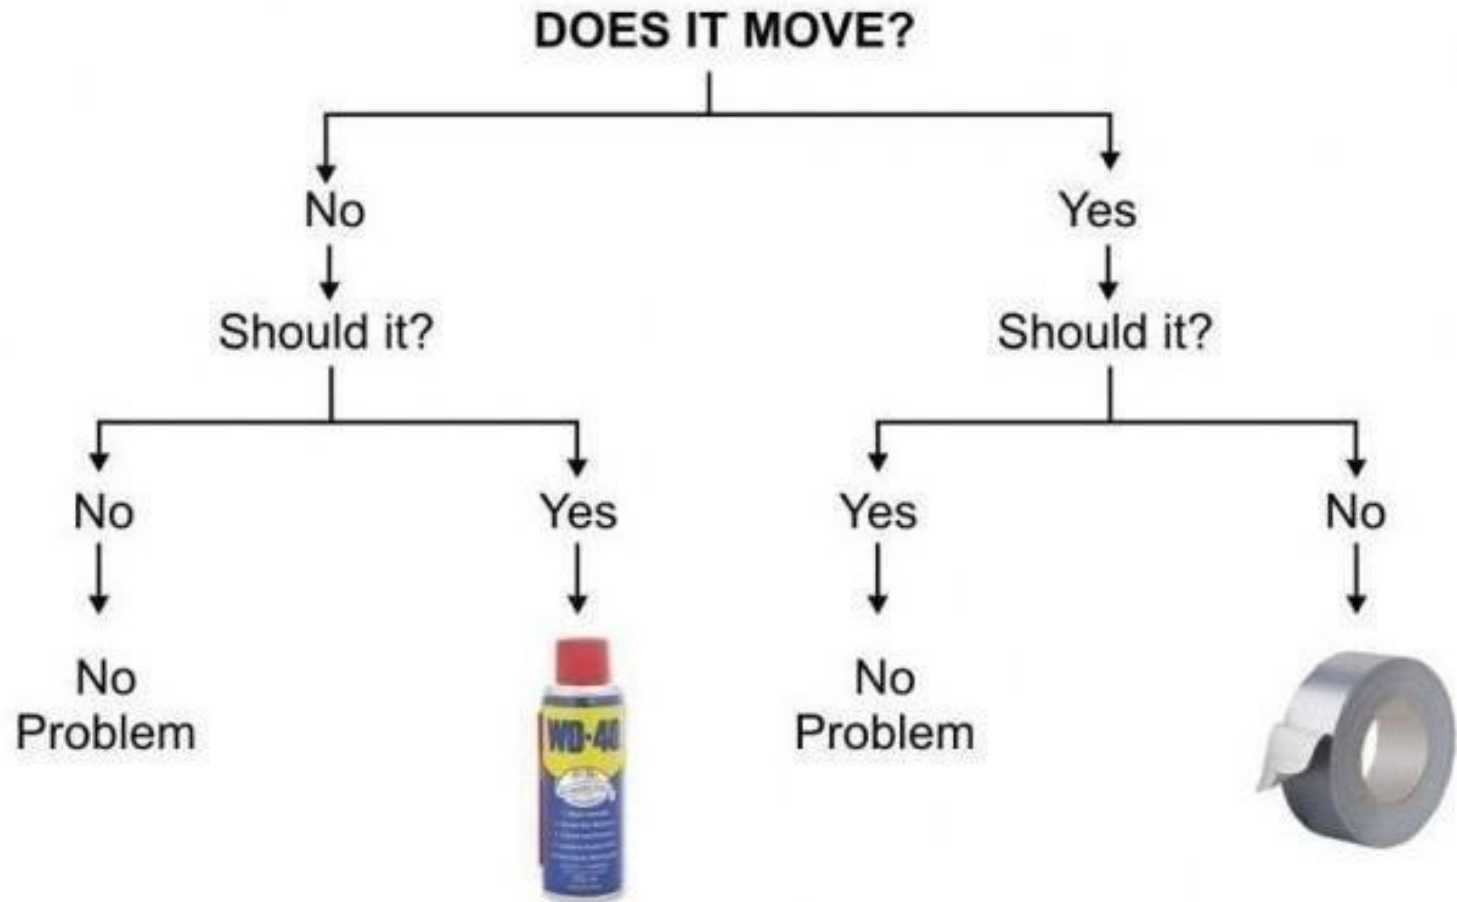 DOES IT MOVE?
No
Yes
Should it?
Should it?
No
Yes
Yes
No
No
Problem
No
Problem
WD-40